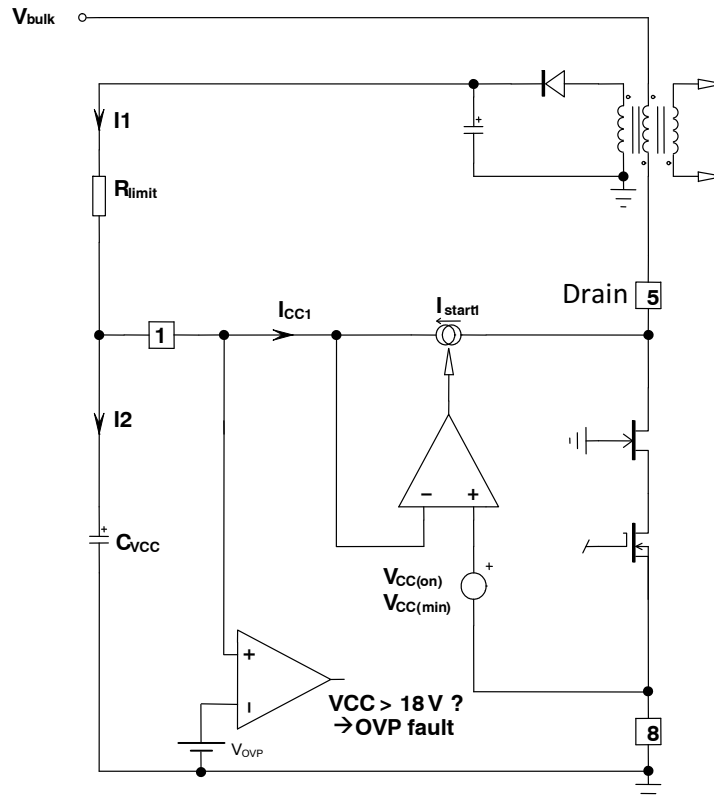 Vbulk
I1
Rlimit
Drain
5
ICC1
Istart1
1
I2
CVCC
VCC(on)
VCC(min)
VCC > 18 V ?
→OVP fault
VOVP
8